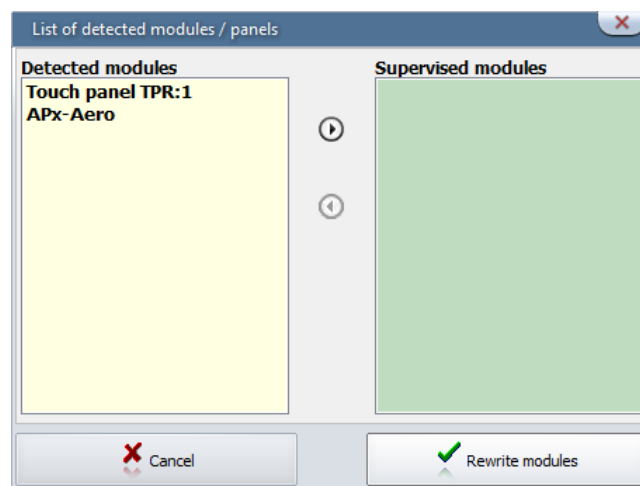 List of detected modules / panels
Detected modules
Supervised modules
Touch panel TPR:1
APx-Aero
Cancel
Rewrite modules